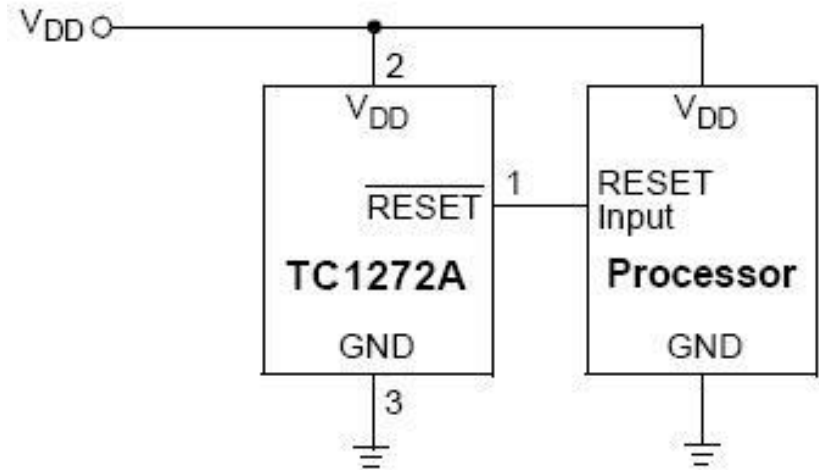 VDD
2
VDD
VDD
RESET
1
RESET
Input
TC1272A
Processor
GND
GND
3